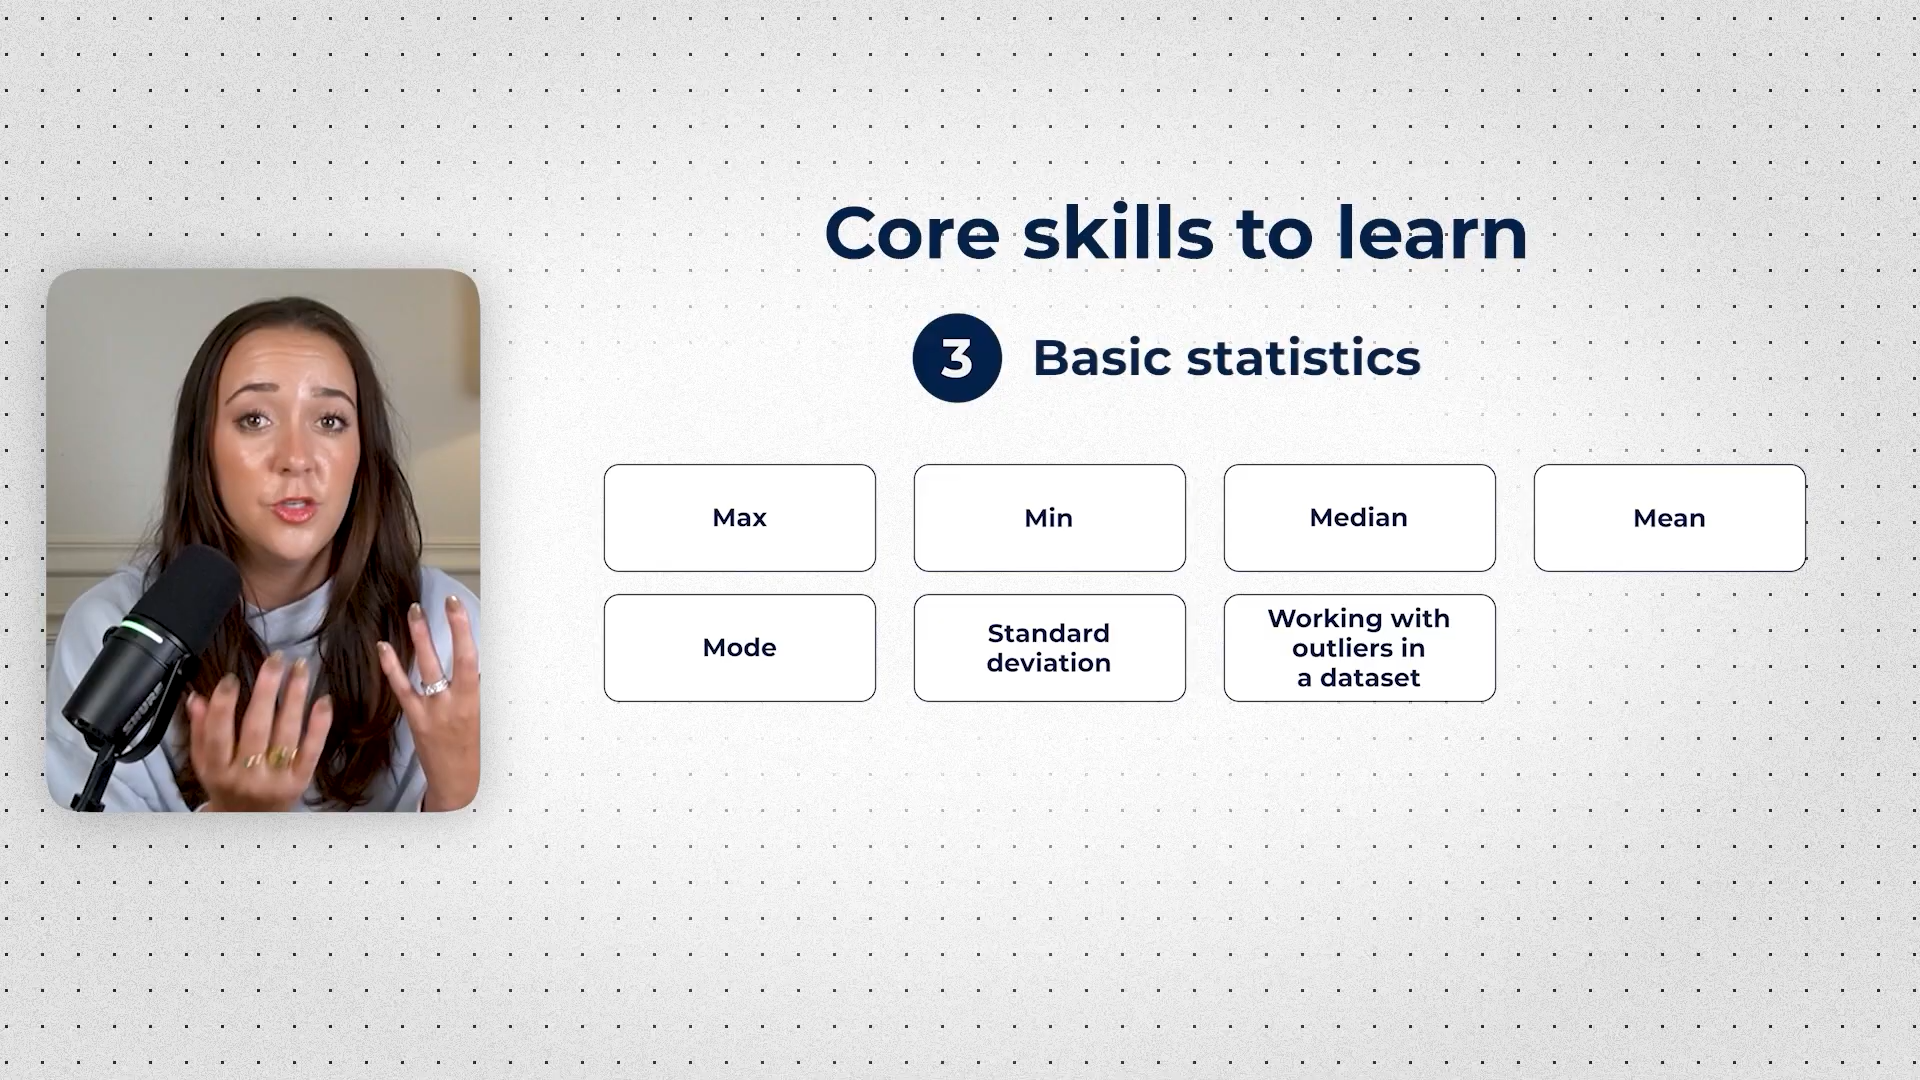 Core skills to learn
3 Basic statistics
Max
Min
Median
Mean
Mode
Standard
deviation
Working with
outliers in
a dataset
SHURE